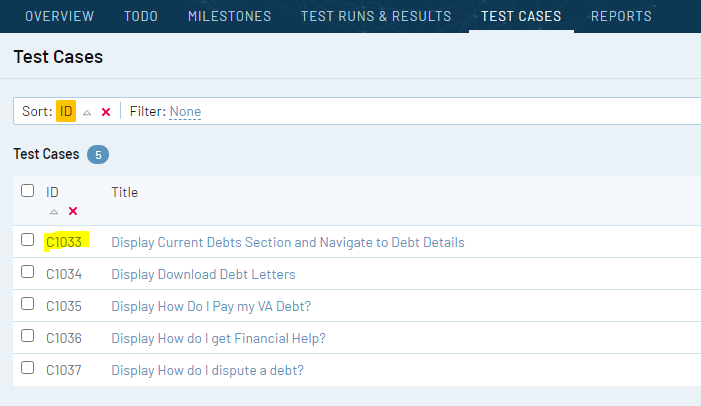 OVERVIEW TODO MILESTONES TEST RUNS & RESULTS TEST CASES REPORTS
Test Cases
Sort: ID Filter: None
Test Cases 5
ID Title
C1033 Display Current Debts Section and Navigate to Debt Details
C1034 Display Download Debt Letters
C1035 Display How Do I Pay my VA Debt?
C1036 Display How do I get Financial Help?
C1037 Display How do I dispute a debt?